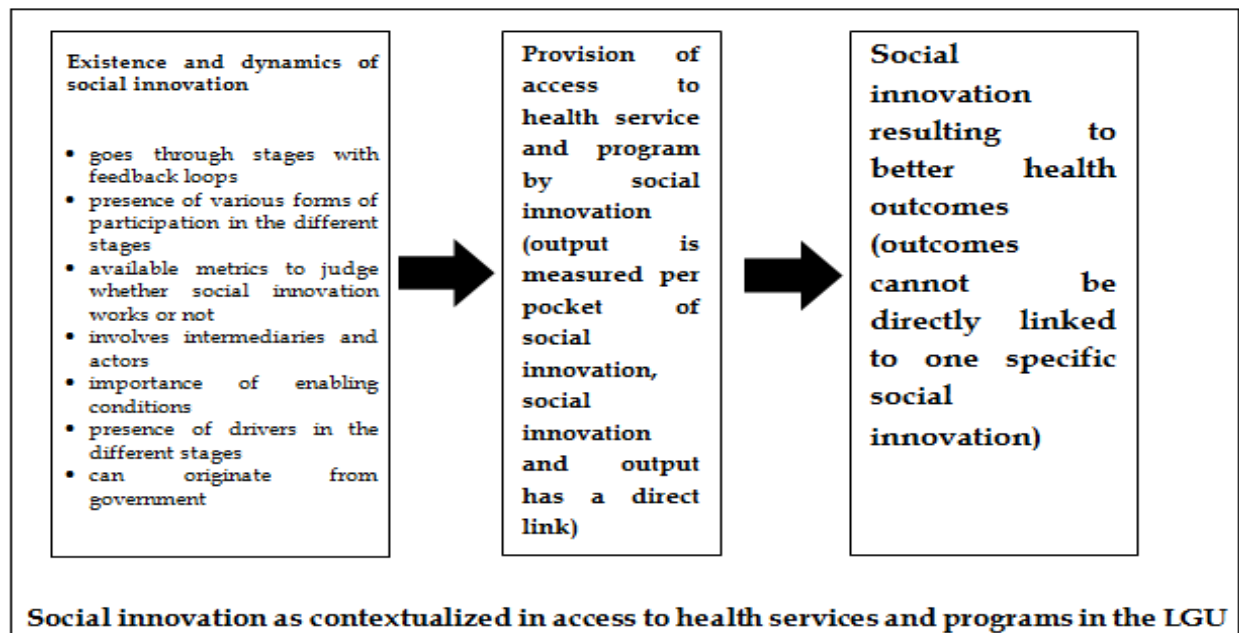 Existence and dynamics of
social innovation
• goes through stages with
feedback loops
• presence of various forms of
participation in the different
stages
• available metrics to judge
whether social innovation
works or not
• involves intermediaries and
actors
• importance of enabling
conditions
• presence of drivers in the
different stages
• can originate from
government
Provision of
access to
health service
and program
by social
innovation
(output is
measured per
pocket of
social
innovation,
social
innovation
and output
has a direct
link)
Social
innovation
resulting to
better health
outcomes
(outcomes
cannot be
directly linked
to one specific
social
innovation)
Social innovation as contextualized in access to health services and programs in the LGU